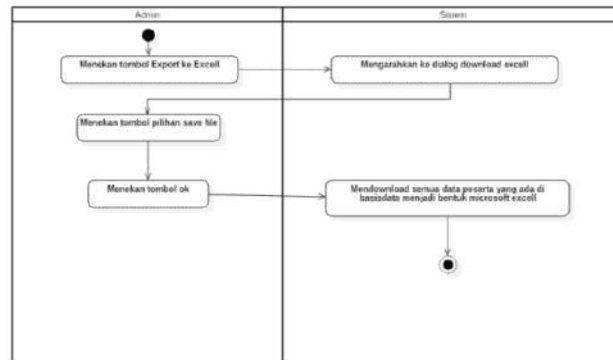 Admin
Sistem
Menekan tombol Export ke Excell
Mengarahkan ke dialog download excell
Menekan tombol pilihan save file
Menekan tombol ok
Mendownload semua data peserta yang ada di
basisdata menjadi bentuk microsoft excell